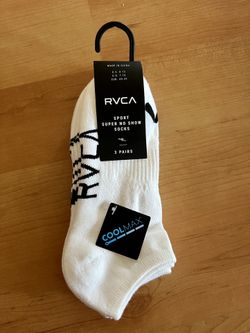 MADE IN CHINA
RVCA
SPORT
SUPER NO SHOW
SOCKS
3 PAIRS
RVCA
COOLMAX